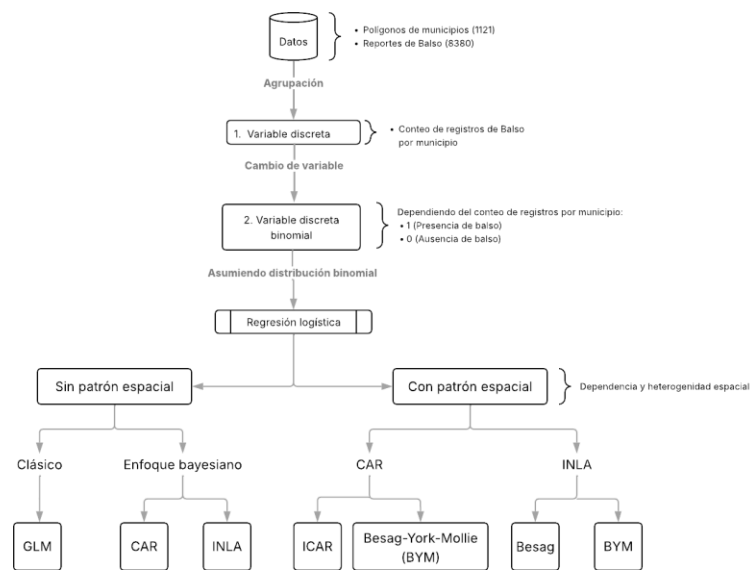 Datos
• Polígonos de municipios (1121)
• Reportes de Balso (8380)
Agrupación
1. Variable discreta
• Conteo de registros de Balso
por municipio
Cambio de variable
2. Variable discreta
binomial
Dependiendo del conteo de registros por municipio:
• 1 (Presencia de balso)
• 0 (Ausencia de balso)
Asumiendo distribución binomial
Regresión logística
Sin patrón espacial
Con patrón espacial
Dependencia y heterogenidad espacial
Clásico
Enfoque bayesiano
CAR
INLA
GLM
CAR
INLA
ICAR
Besag-York-Mollie
(BYM)
Besag
BYM